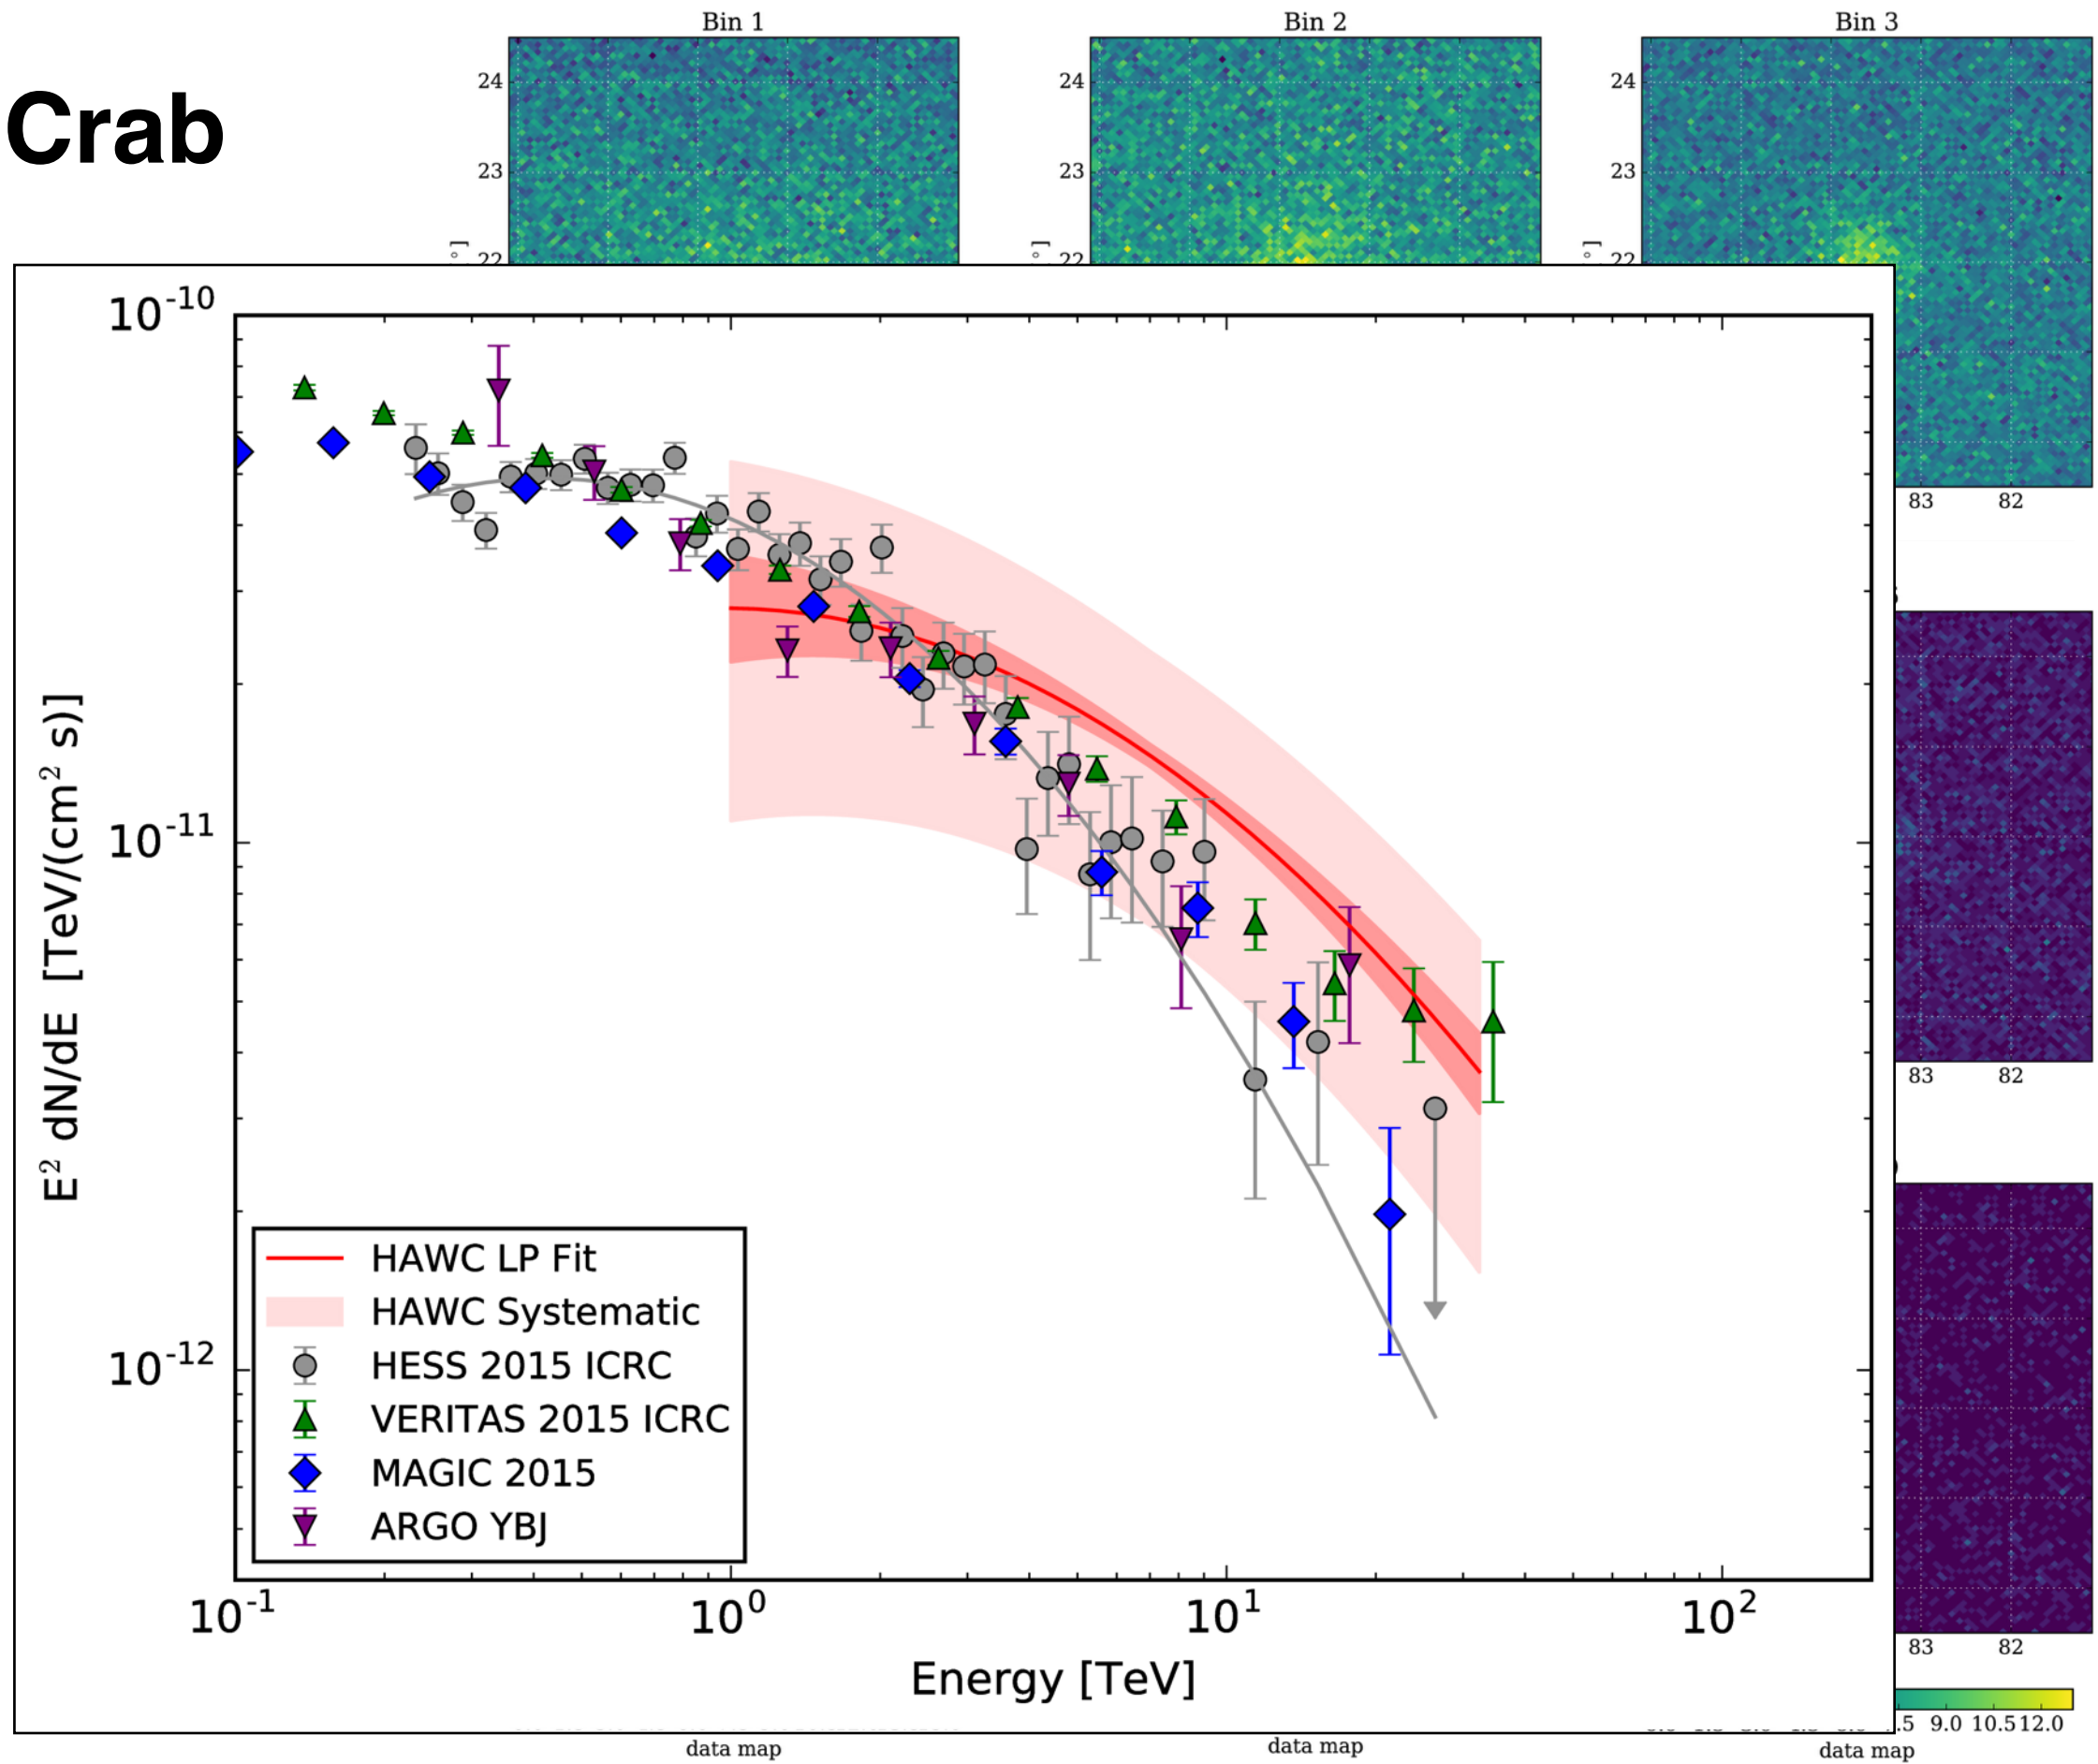 Bin 1
Bin 2
Bin 3
Crab
24
23
22
[°]
24
23
22
[°]
24
23
22
[°]
83 82
83 82
83 82
10^-10
10^-11
10^-12
E^2 dN/dE [TeV/(cm^2 s)]
HAWC LP Fit
HAWC Systematic
HESS 2015 ICRC
VERITAS 2015 ICRC
MAGIC 2015
ARGO YBJ
10^-1 10^0 10^1 10^2
Energy [TeV]
9.0 10.5 12.0
data map
data map
data map